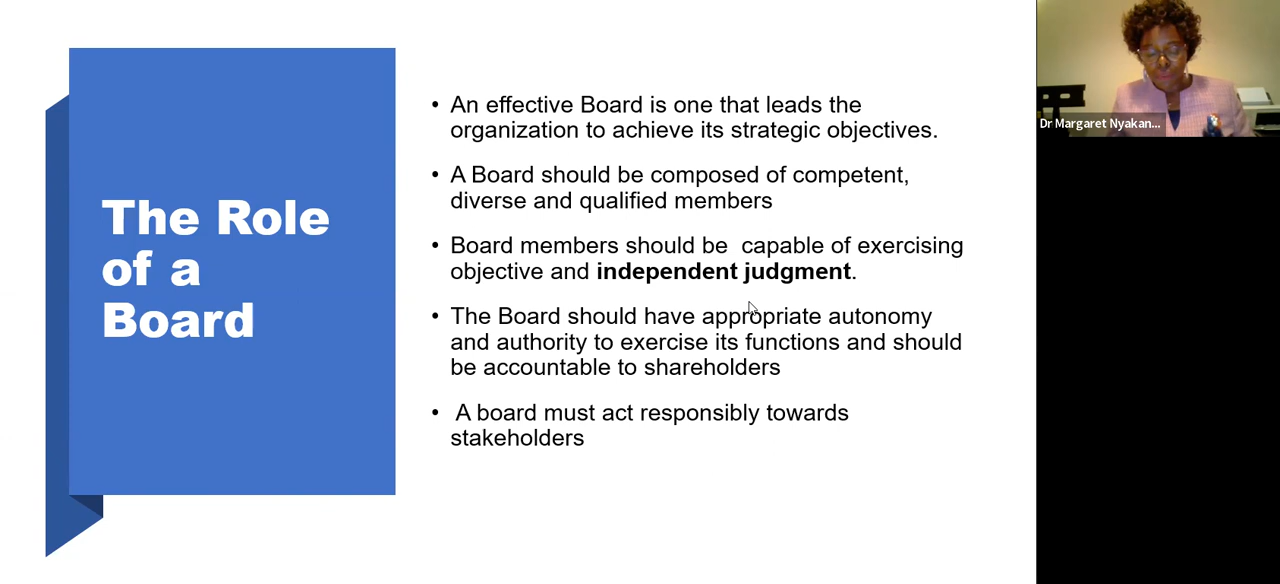 The Role
of a
Board
• An effective Board is one that leads the
organization to achieve its strategic objectives.
• A Board should be composed of competent,
diverse and qualified members
• Board members should be  capable of exercising
objective and independent judgment.
• The Board should have appropriate autonomy
and authority to exercise its functions and should
be accountable to shareholders
•  A board must act responsibly towards
stakeholders
Dr Margaret Nyakan...